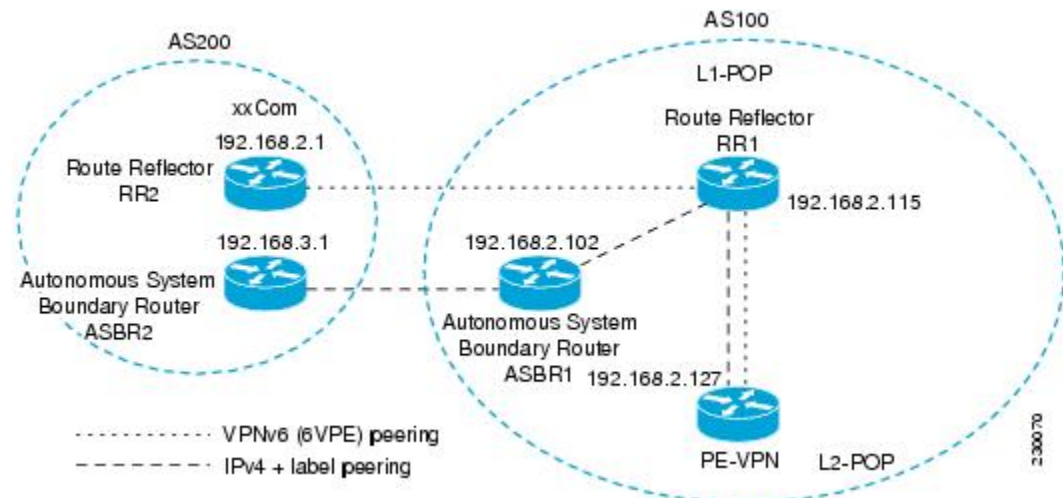 AS200
AS100
xxCom
192.168.2.1
Route Reflector
RR2
192.168.3.1
Autonomous System
Boundary Router
ASBR2
L1-POP
Route Reflector
RR1
192.168.2.115
192.168.2.102
Autonomous System
Boundary Router
ASBR1
192.168.2.127
PE-VPN
L2-POP
VPNv6 (6VPE) peering
IPv4 + label peering
230070